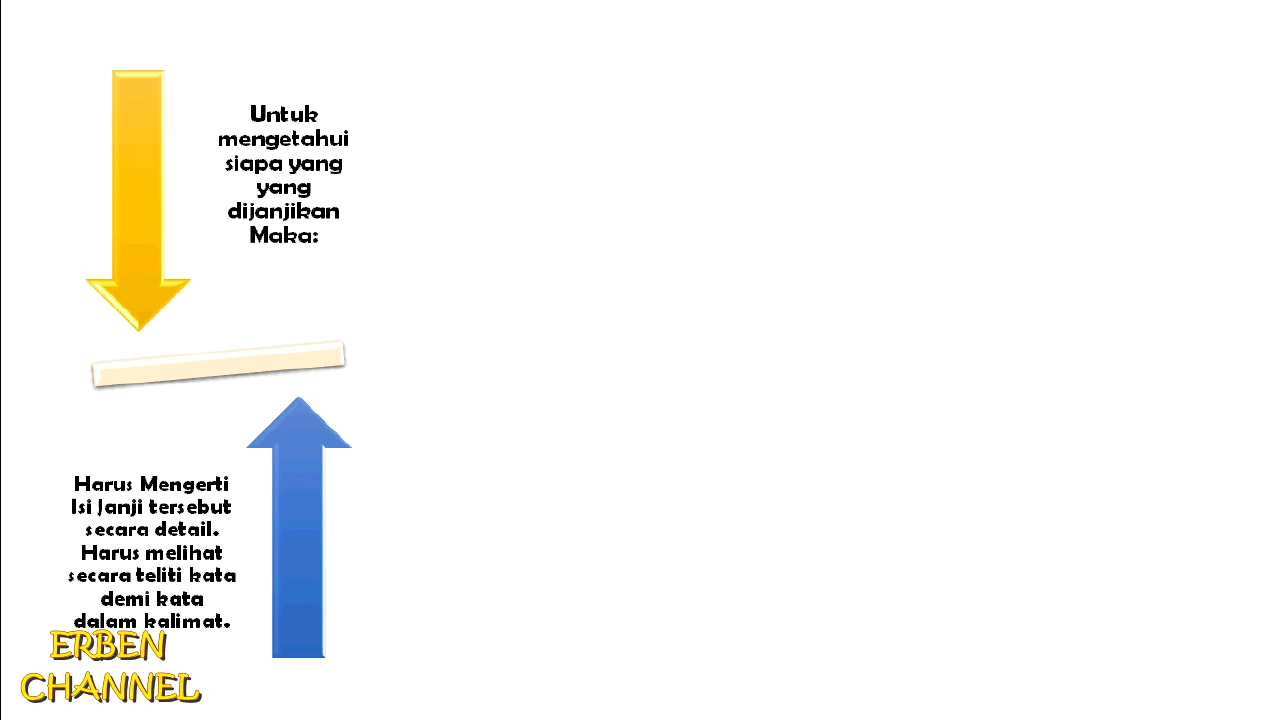 Untuk
mengetahui
siapa yang
yang
dijanjikan
Maka:
Harus Mengerti
Isi Janji tersebut
secara detail.
Harus melihat
secara teliti kata
demi kata
dalam kalimat.
ERBEN
CHANNEL